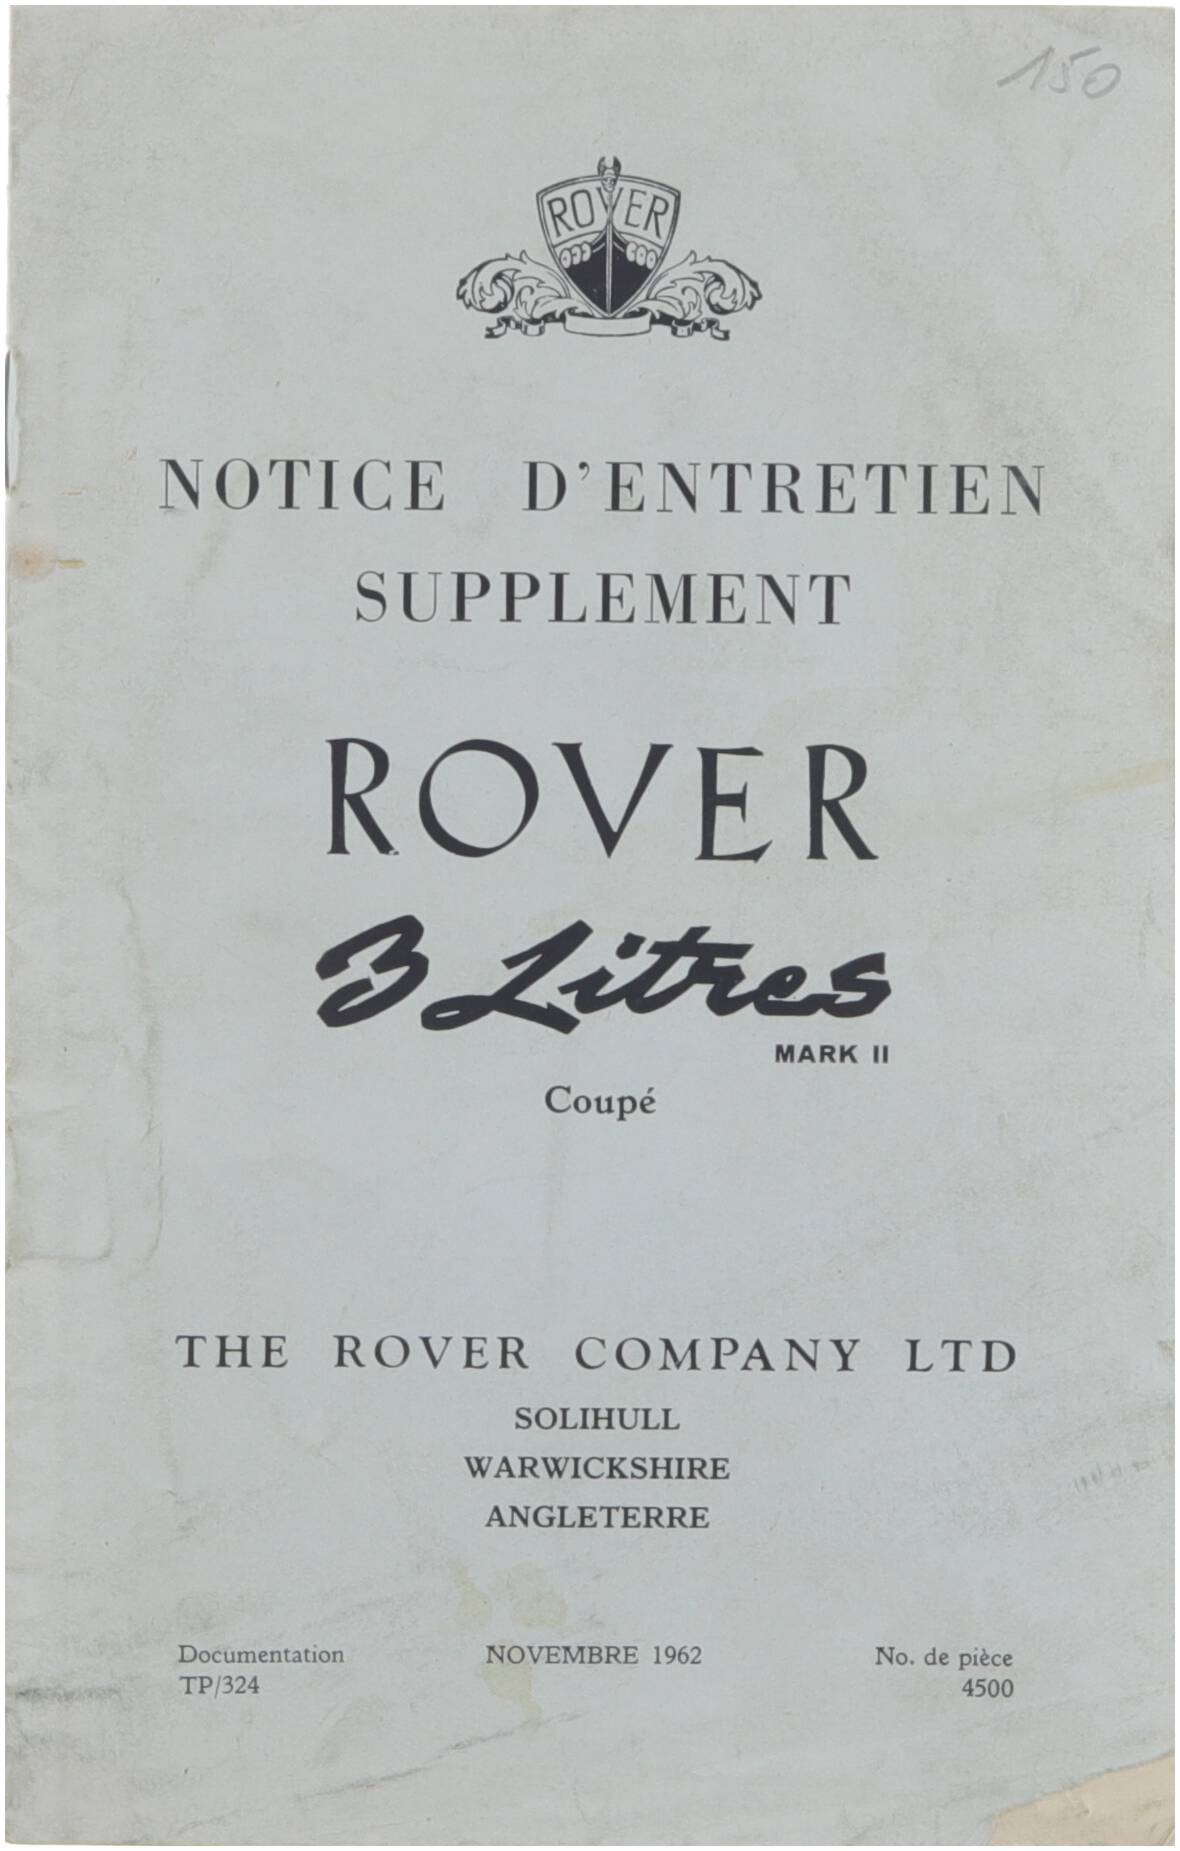 150
ROVER
NOTICE D'ENTRETIEN
SUPPLEMENT
ROVER
3 Litres
MARK II
Coupé
THE ROVER COMPANY LTD
SOLIHULL
WARWICKSHIRE
ANGLETERRE
Documentation NOVEMBRE 1962 No. de pièce
TP/324 4500